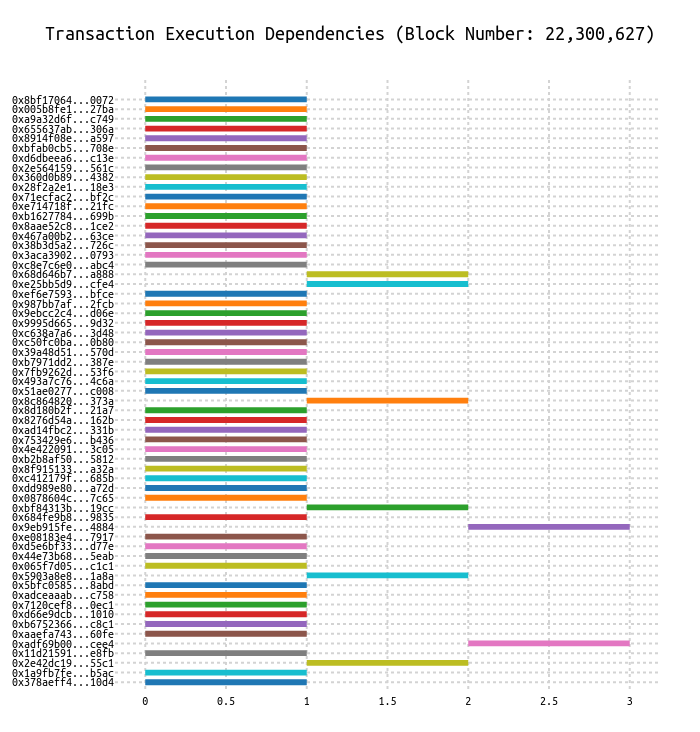 Transaction Execution Dependencies (Block Number: 22,300,627)
0x8bf17064...0072
0x005b8fe1...27ba
0xa9a32d6f...c749
0x655637ab...306a
0x8914f08e...a597
0xbfab0cb5...708e
0xd6dbeea6...c13e
0x2e564159...561c
0x360d0b89...4382
0x28f2a2e1...18e3
0x71ecfac2...bf2c
0xe714718f...21fc
0xb1627784...699b
0x8aae52c8...1ce2
0x467a00b2...63ce
0x38b3d5a2...726c
0x3aca3902...0793
0xc8e7c6e0...abc4
0x68d646b7...a888
0xe25bb5d9...cfe4
0xef6e7593...bfce
0x987bb7af...2fcb
0x9ebcc2c4...d06e
0x9995d665...9d32
0xc638a7a6...3d48
0xc50fc0ba...0b80
0x39a48d51...570d
0xb7971dd2...387e
0x7fb9262d...53f6
0x493a7c76...4c6a
0x51ae0277...c008
0x8c864820...373a
0x8d180b2f...21a7
0x8276d54a...162b
0xad14fbc2...331b
0x753429e6...b436
0x4e422091...3c05
0xb2b8af50...5812
0x8f915133...a32a
0xc412179f...685b
0xdd989e80...a72d
0x0878604c...7c65
0xbf84313b...19cc
0x684fe9b8...9835
0x9eb915fe...4884
0xe08183e4...7917
0xd5e6bf33...d77e
0x44e73b68...5eab
0x065f7d05...c1c1
0x5903a8e8...1a8a
0x5bfc0585...8abd
0xadceaaab...c758
0x7120cef8...0ec1
0xd66e9dcb...1010
0xb6752366...c8c1
0xaaefa743...60fe
0xadf69b00...cee4
0x11d21591...e8fb
0x2e42dc19...55c1
0x1a9fb7fe...b5ac
0x378aeff4...10d4
0 0.5 1 1.5 2 2.5 3